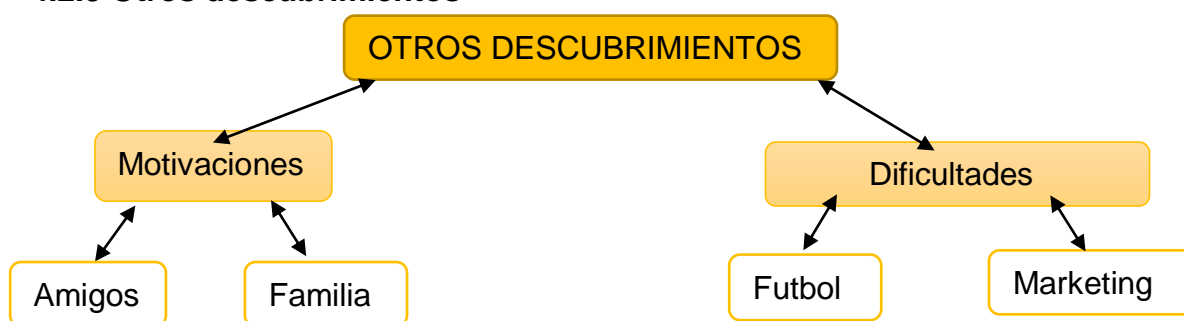 OTROS DESCUBRIMIENTOS
Motivaciones
Dificultades
Amigos
Familia
Futbol
Marketing